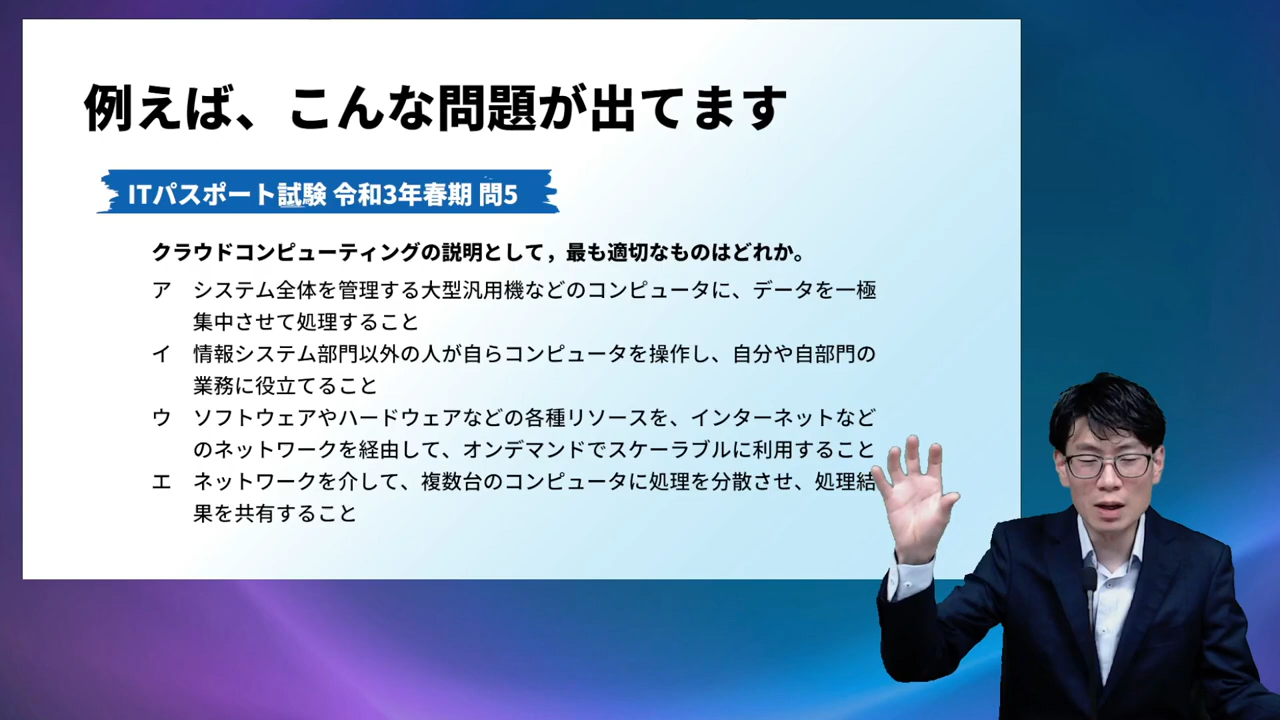 例えば、こんな問題が出てます
ITパスポート試験 令和3年春期 問5
クラウドコンピューティングの説明として，最も適切なものはどれか。
ア システム全体を管理する大型汎用機などのコンピュータに、データを一極
集中させて処理すること
イ 情報システム部門以外の人が自らコンピュータを操作し、自分や自部門の
業務に役立てること
ウ ソフトウェアやハードウェアなどの各種リソースを、インターネットなど
のネットワークを経由して、オンデマンドでスケーラブルに利用すること
エ ネットワークを介して、複数台のコンピュータに処理を分散させ、処理結
果を共有すること